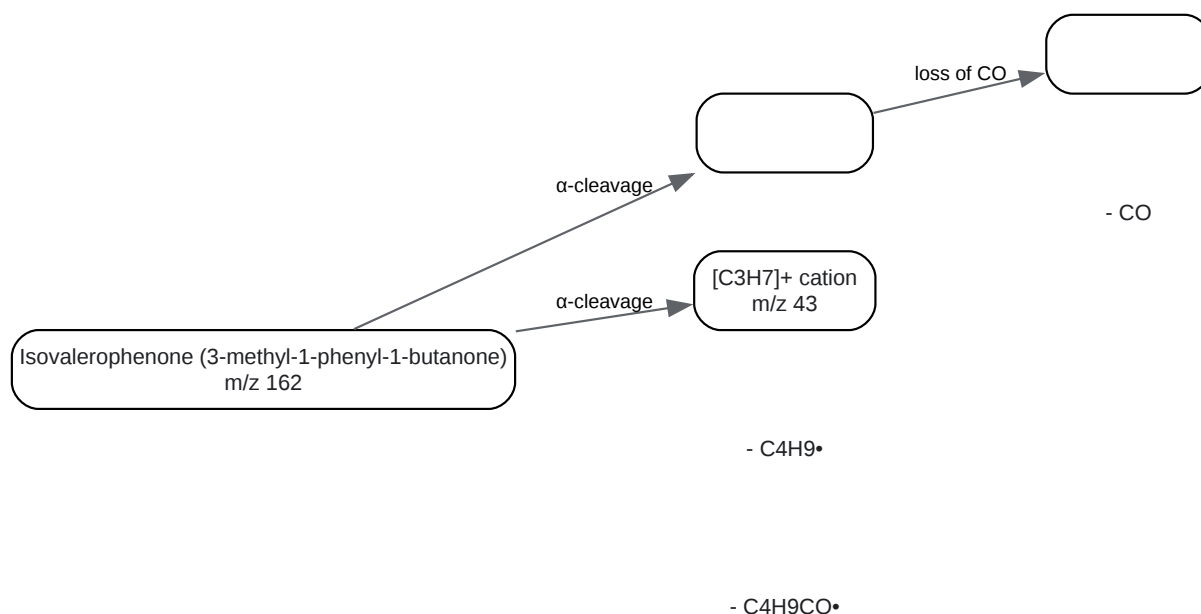 loss of CO
α-cleavage
- CO
[C3H7]+ cation
m/z 43
α-cleavage
Isovalerophenone (3-methyl-1-phenyl-1-butanone)
m/z 162
- C4H9•
- C4H9CO•